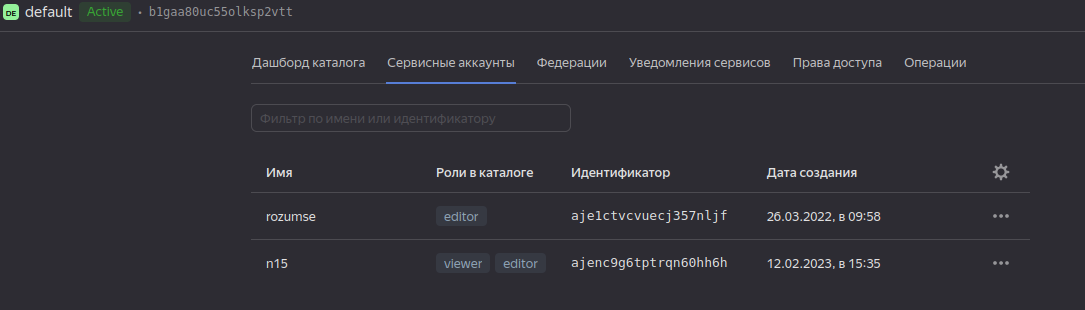 DE default Active • b1gaa80uc55olksp2vtt
Дашборд каталога Сервисные аккаунты Федерации Уведомления сервисов Права доступа Операции
Фильтр по имени или идентификатору
Имя Роли в каталоге Идентификатор Дата создания
rozumse editor aje1ctvcvuecj357nljf 26.03.2022, в 09:58
n15 viewer editor ajenc9g6tptrqn60hh6h 12.02.2023, в 15:35